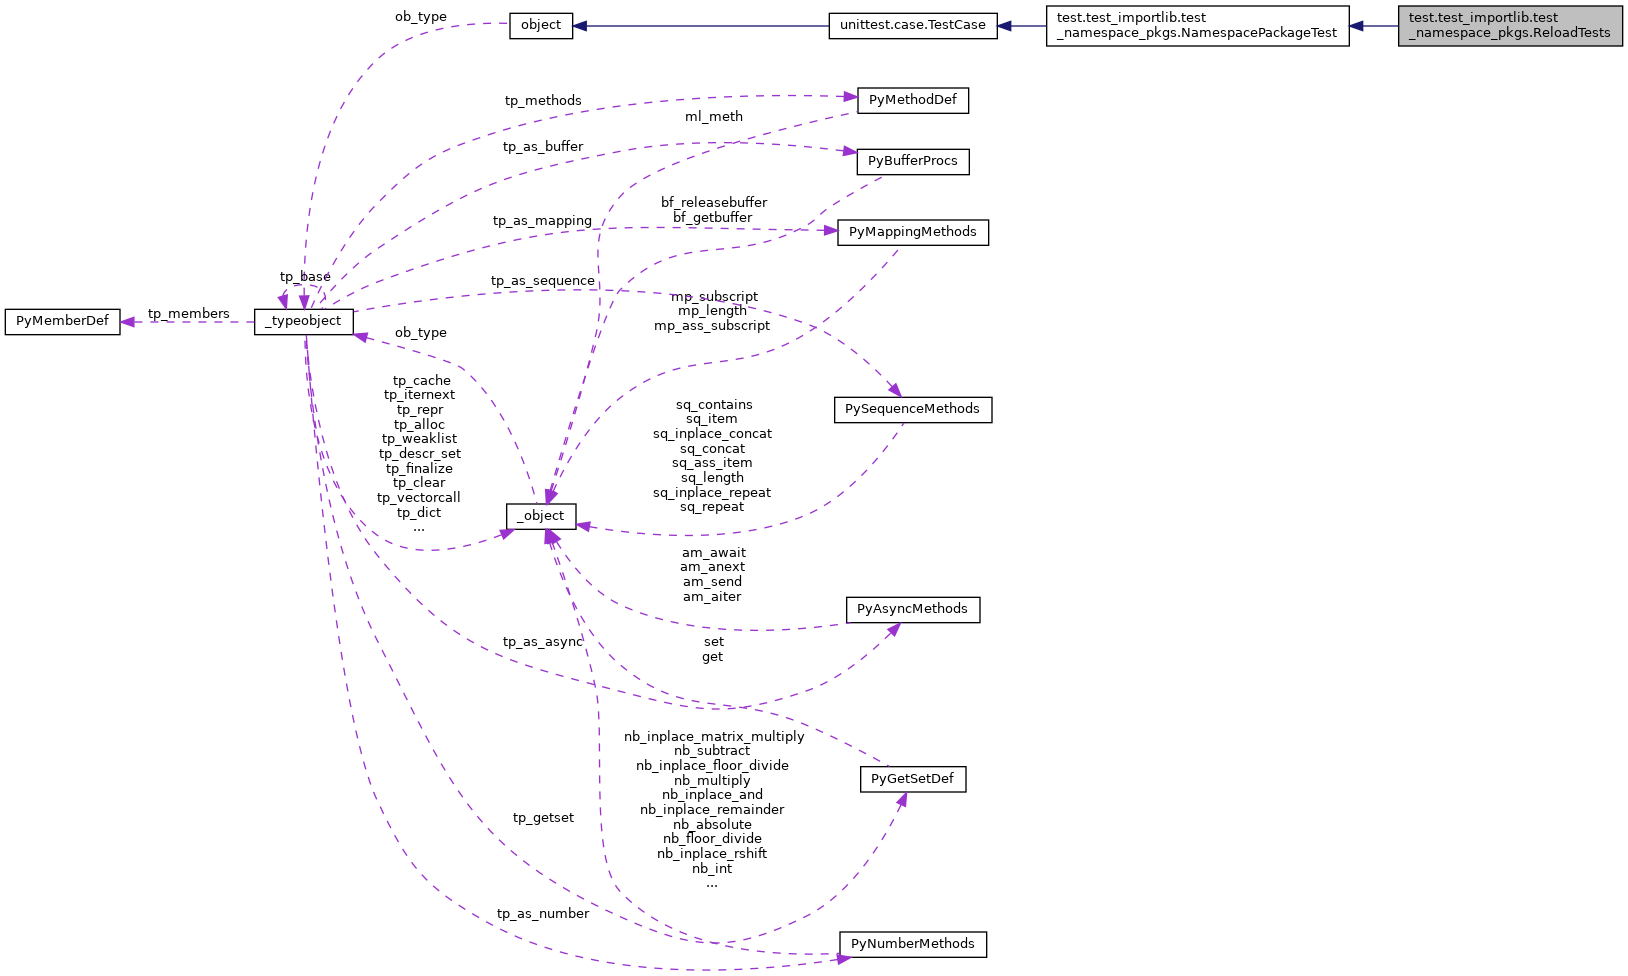 ob_type
object
unittest.case.TestCase
test.test_importlib.test
_namespace_pkgs.NamespacePackageTest
test.test_importlib.test
_namespace_pkgs.ReloadTests
tp_methods
PyMethodDef
ml_meth
tp_as_buffer
PyBufferProcs
bf_releasebuffer
bf_getbuffer
tp_as_mapping
PyMappingMethods
tp_base
tp_as_sequence
mp_subscript
mp_length
mp_ass_subscript
PyMemberDef
tp_members
_typeobject
ob_type
tp_cache
tp_iternext
tp_repr
tp_alloc
tp_weaklist
tp_descr_set
tp_finalize
tp_clear
tp_vectorcall
tp_dict
...
sq_contains
sq_item
sq_inplace_concat
sq_concat
sq_ass_item
sq_length
sq_inplace_repeat
sq_repeat
PySequenceMethods
_object
am_await
am_anext
am_send
am_aiter
PyAsyncMethods
tp_as_async
set
get
nb_inplace_matrix_multiply
nb_subtract
nb_inplace_floor_divide
nb_multiply
nb_inplace_and
nb_inplace_remainder
nb_absolute
nb_floor_divide
nb_inplace_rshift
nb_int
...
PyGetSetDef
tp_getset
tp_as_number
PyNumberMethods